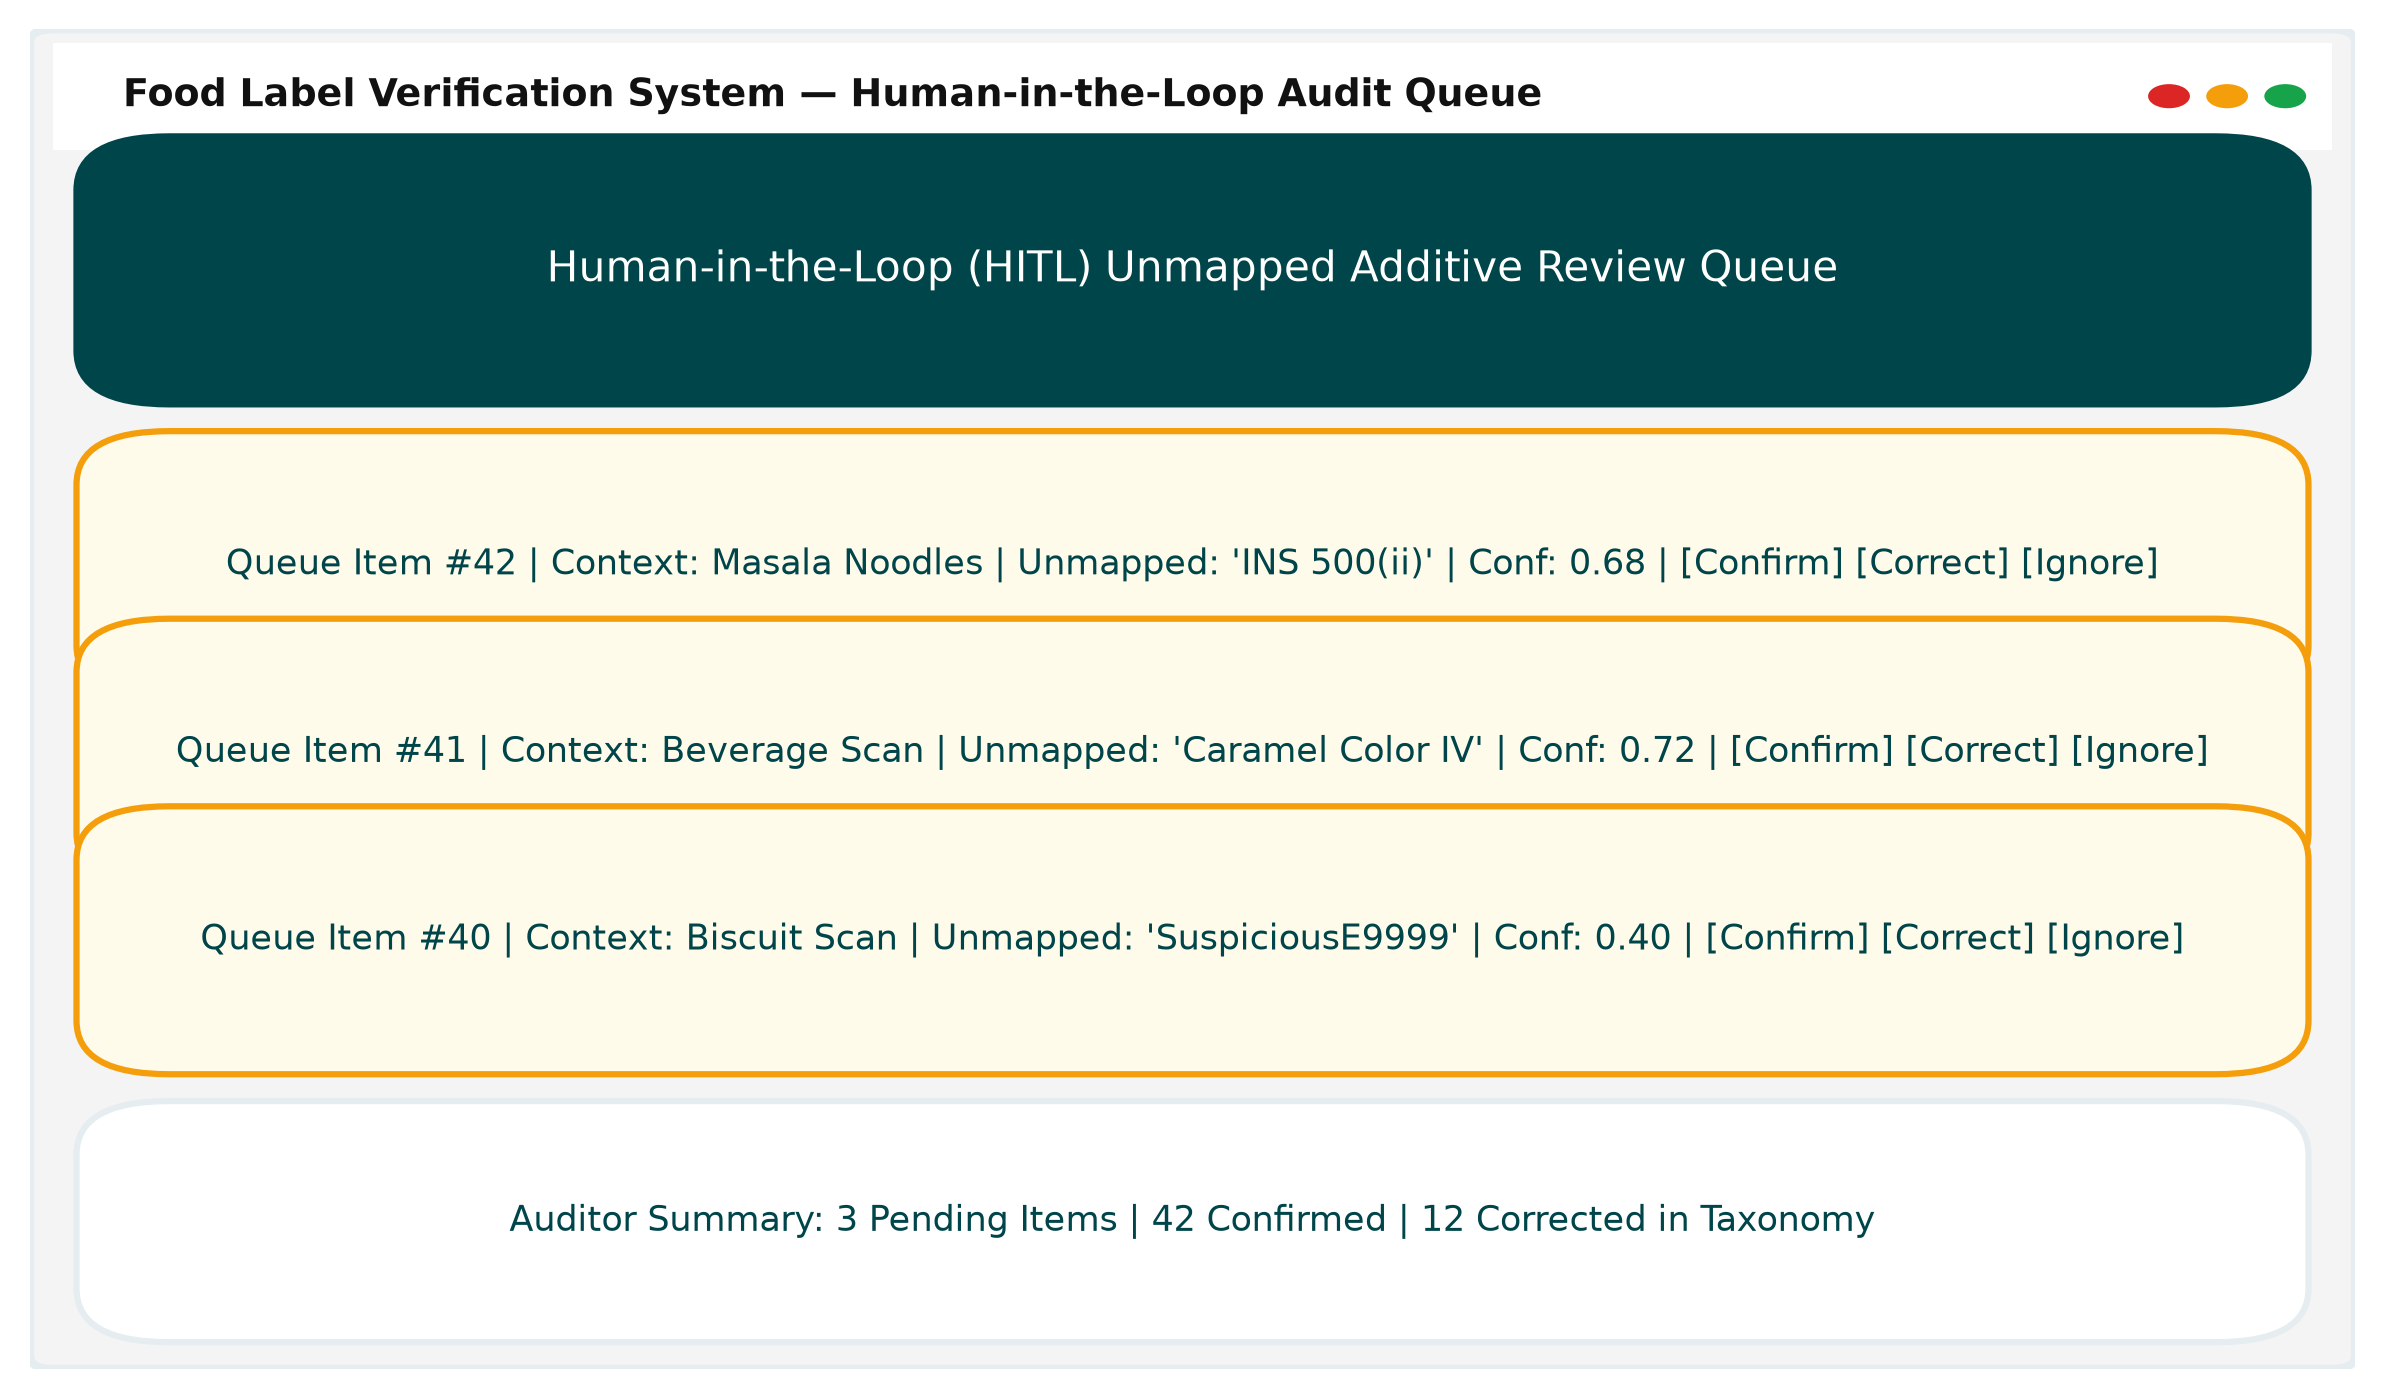 Food Label Verification System — Human-in-the-Loop Audit Queue
Human-in-the-Loop (HITL) Unmapped Additive Review Queue
Queue Item #42 | Context: Masala Noodles | Unmapped: 'INS 500(ii)' | Conf: 0.68 | [Confirm] [Correct] [Ignore]
Queue Item #41 | Context: Beverage Scan | Unmapped: 'Caramel Color IV' | Conf: 0.72 | [Confirm] [Correct] [Ignore]
Queue Item #40 | Context: Biscuit Scan | Unmapped: 'SuspiciousE9999' | Conf: 0.40 | [Confirm] [Correct] [Ignore]
Auditor Summary: 3 Pending Items | 42 Confirmed | 12 Corrected in Taxonomy